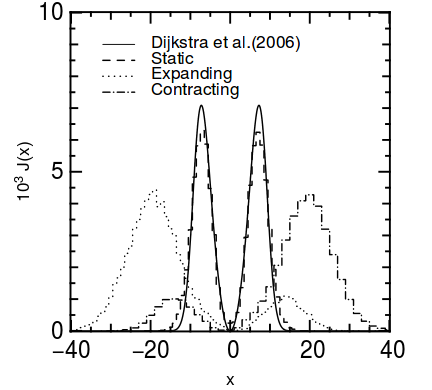 10
Dijkstra et al.(2006)
Static
Expanding
Contracting
10³ J(x)
5
0
−40 −20 0 20 40
x